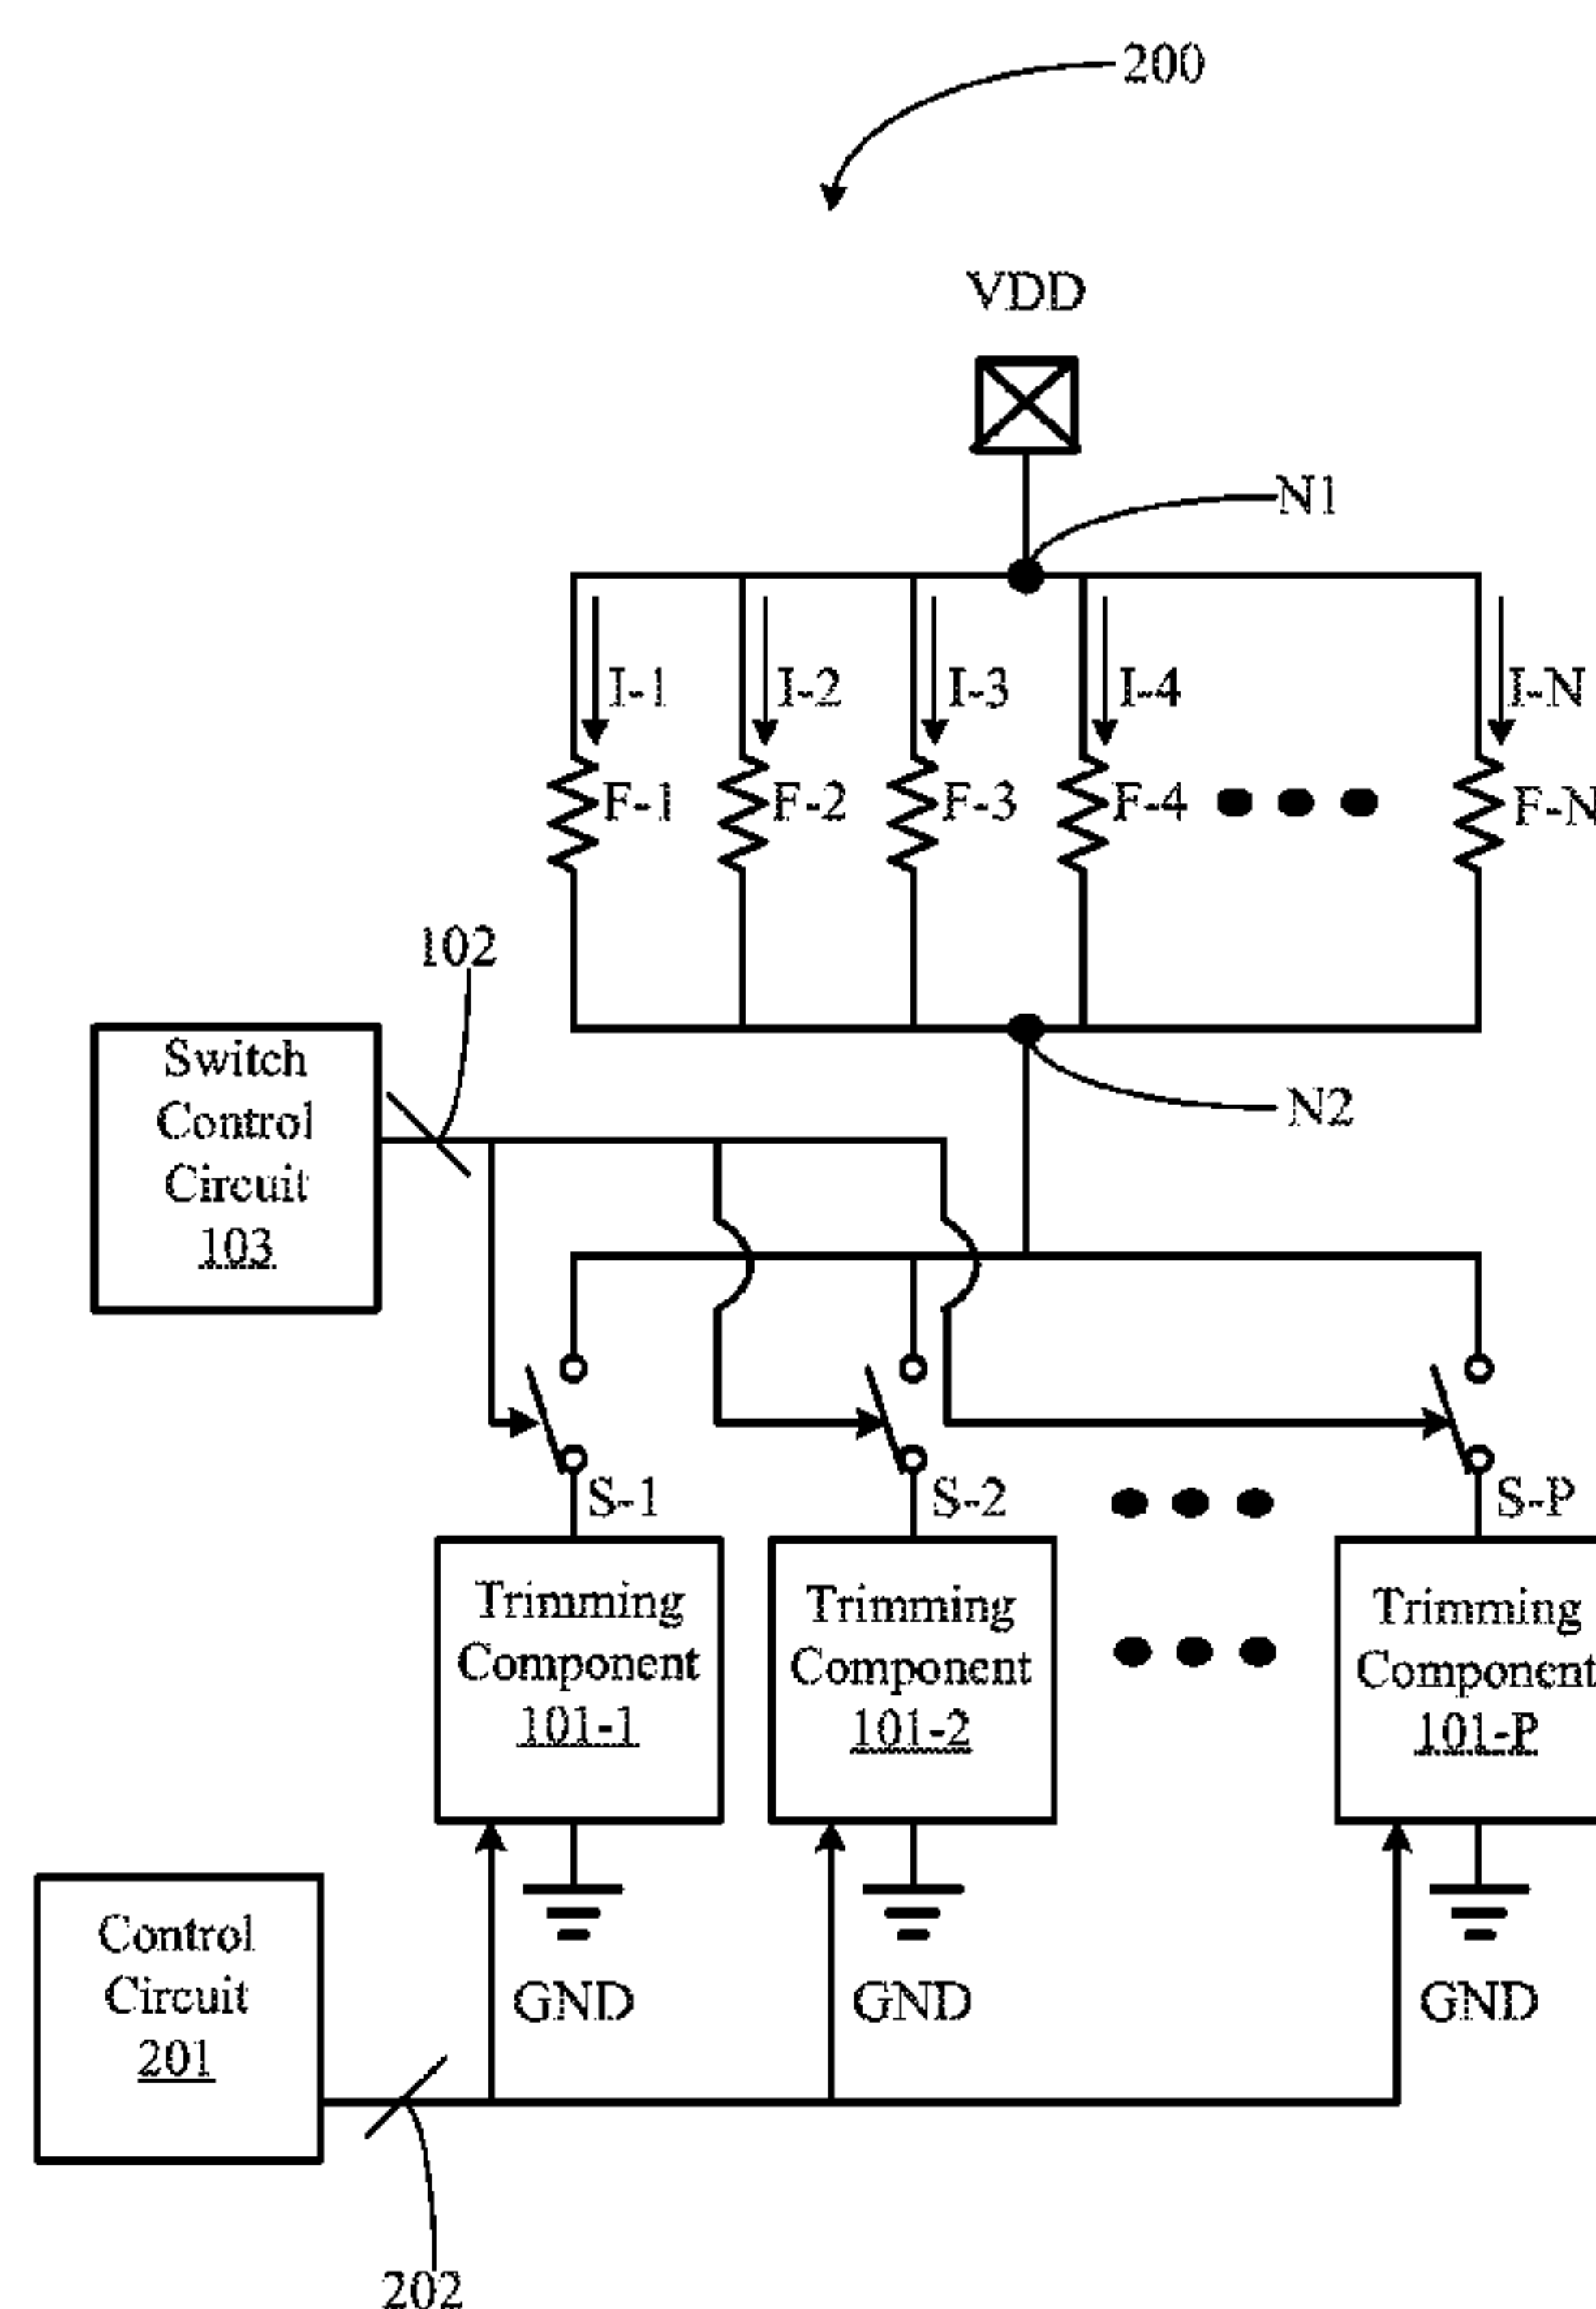 200
VDD
N1
I-1 I-2 I-3 I-4 I-N
F-1 F-2 F-3 F-4 F-N
102
Switch
Control
Circuit
103
N2
S-1 S-2 S-P
Trimming
Component
101-1
Trimming
Component
101-2
Trimming
Component
101-P
Control
Circuit
201
GND GND GND
202